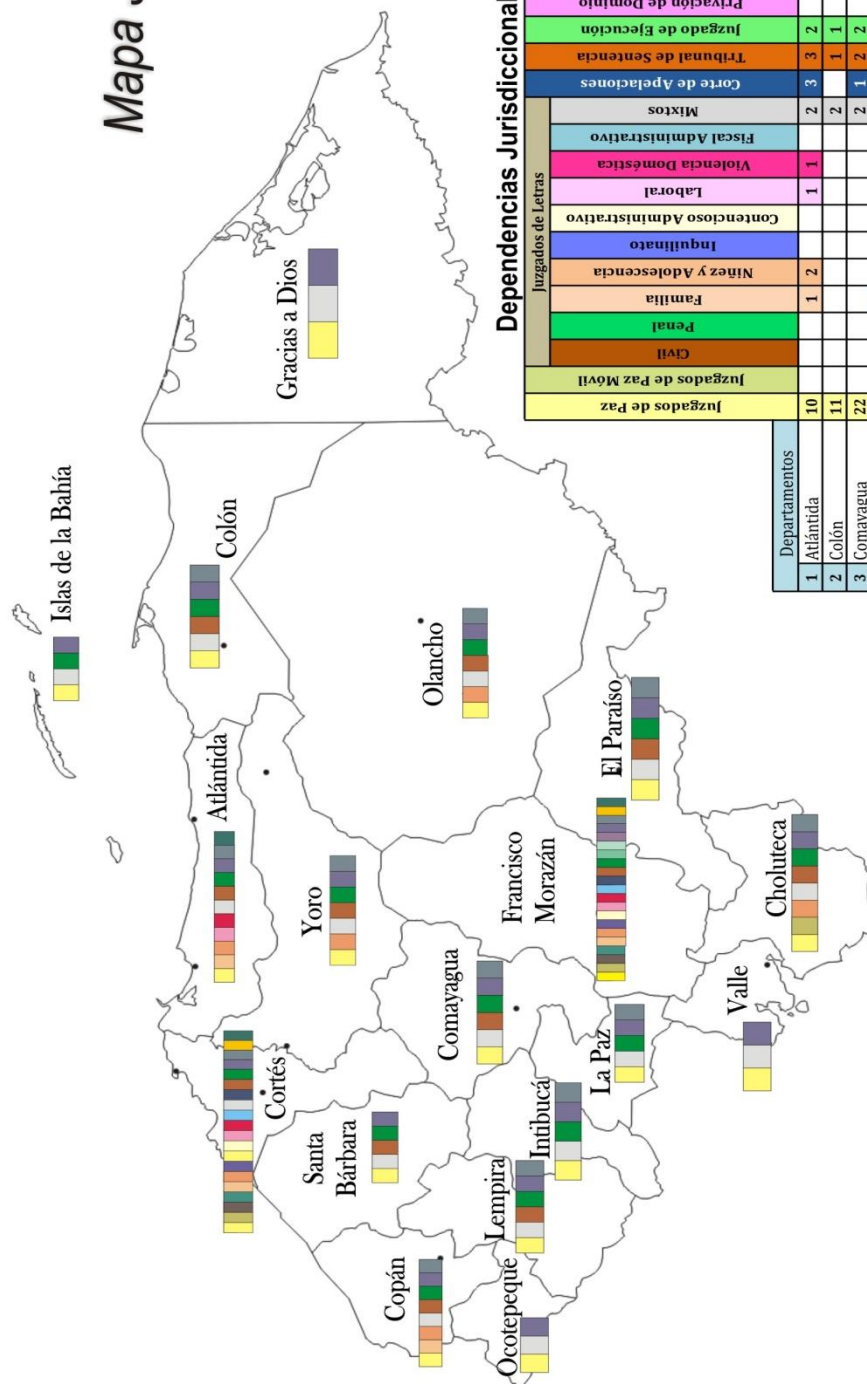 Mapa
Islas de la Bahía
Colón
Gracias a Dios
Atlántida
Yoro
Olancho
Cortés
Santa
Bárbara
Comayagua
Francisco
Morazán
El Paraíso
Copán
Ocotepeque
Lempira
Intibucá
La Paz
Valle
Choluteca
Dependencias Jurisdiccional
Departamentos
Juzgados de Paz
Juzgados de Paz Móvil
Juzgados de Letras
Civil
Penal
Familia
Niñez y Adolescencia
Inquilinato
Contencioso Administrativo
Laboral
Violencia Doméstica
Fiscal Administrativo
Mixtos
Corte de Apelaciones
Tribunal de Sentencia
Juzgado de Ejecución
Privación de Dominio
1 Atlántida 10 1 2 1 1 2 3 3 2
2 Colón 11 2 1 1
3 Comayagua 22 2 1 2 2